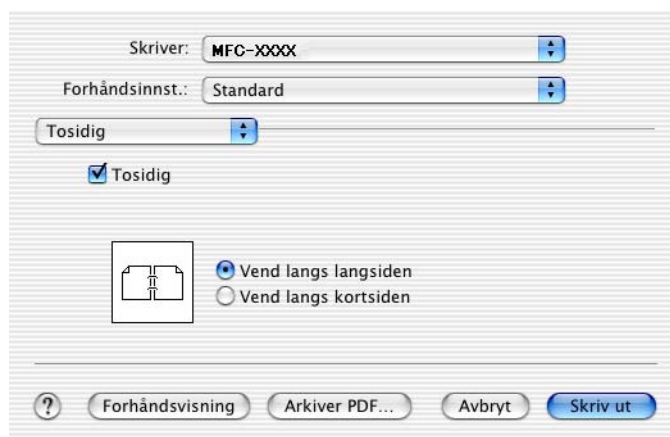 Skriver: MFC-XXXX
Forhåndsinnst.: Standard
Tosidig
Tosidig
Vend langs langsiden
Vend langs kortsiden
? Forhåndsvisning Arkiver PDF... Avbryt Skriv ut